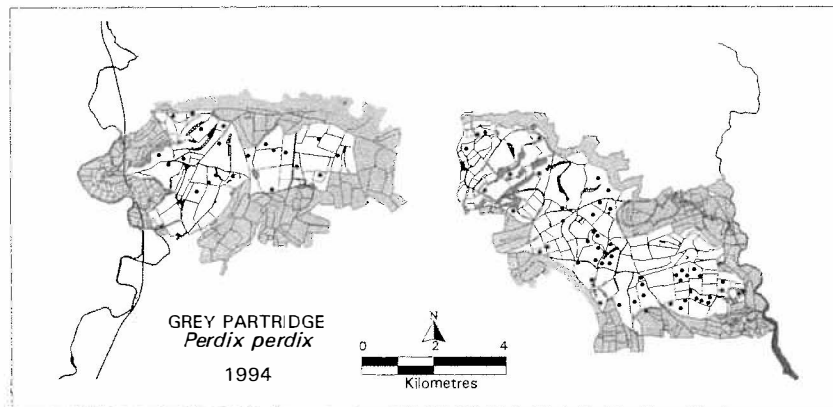 GREY PARTRIDGE
Perdix perdix
1994
N
0 2 4
Kilometres